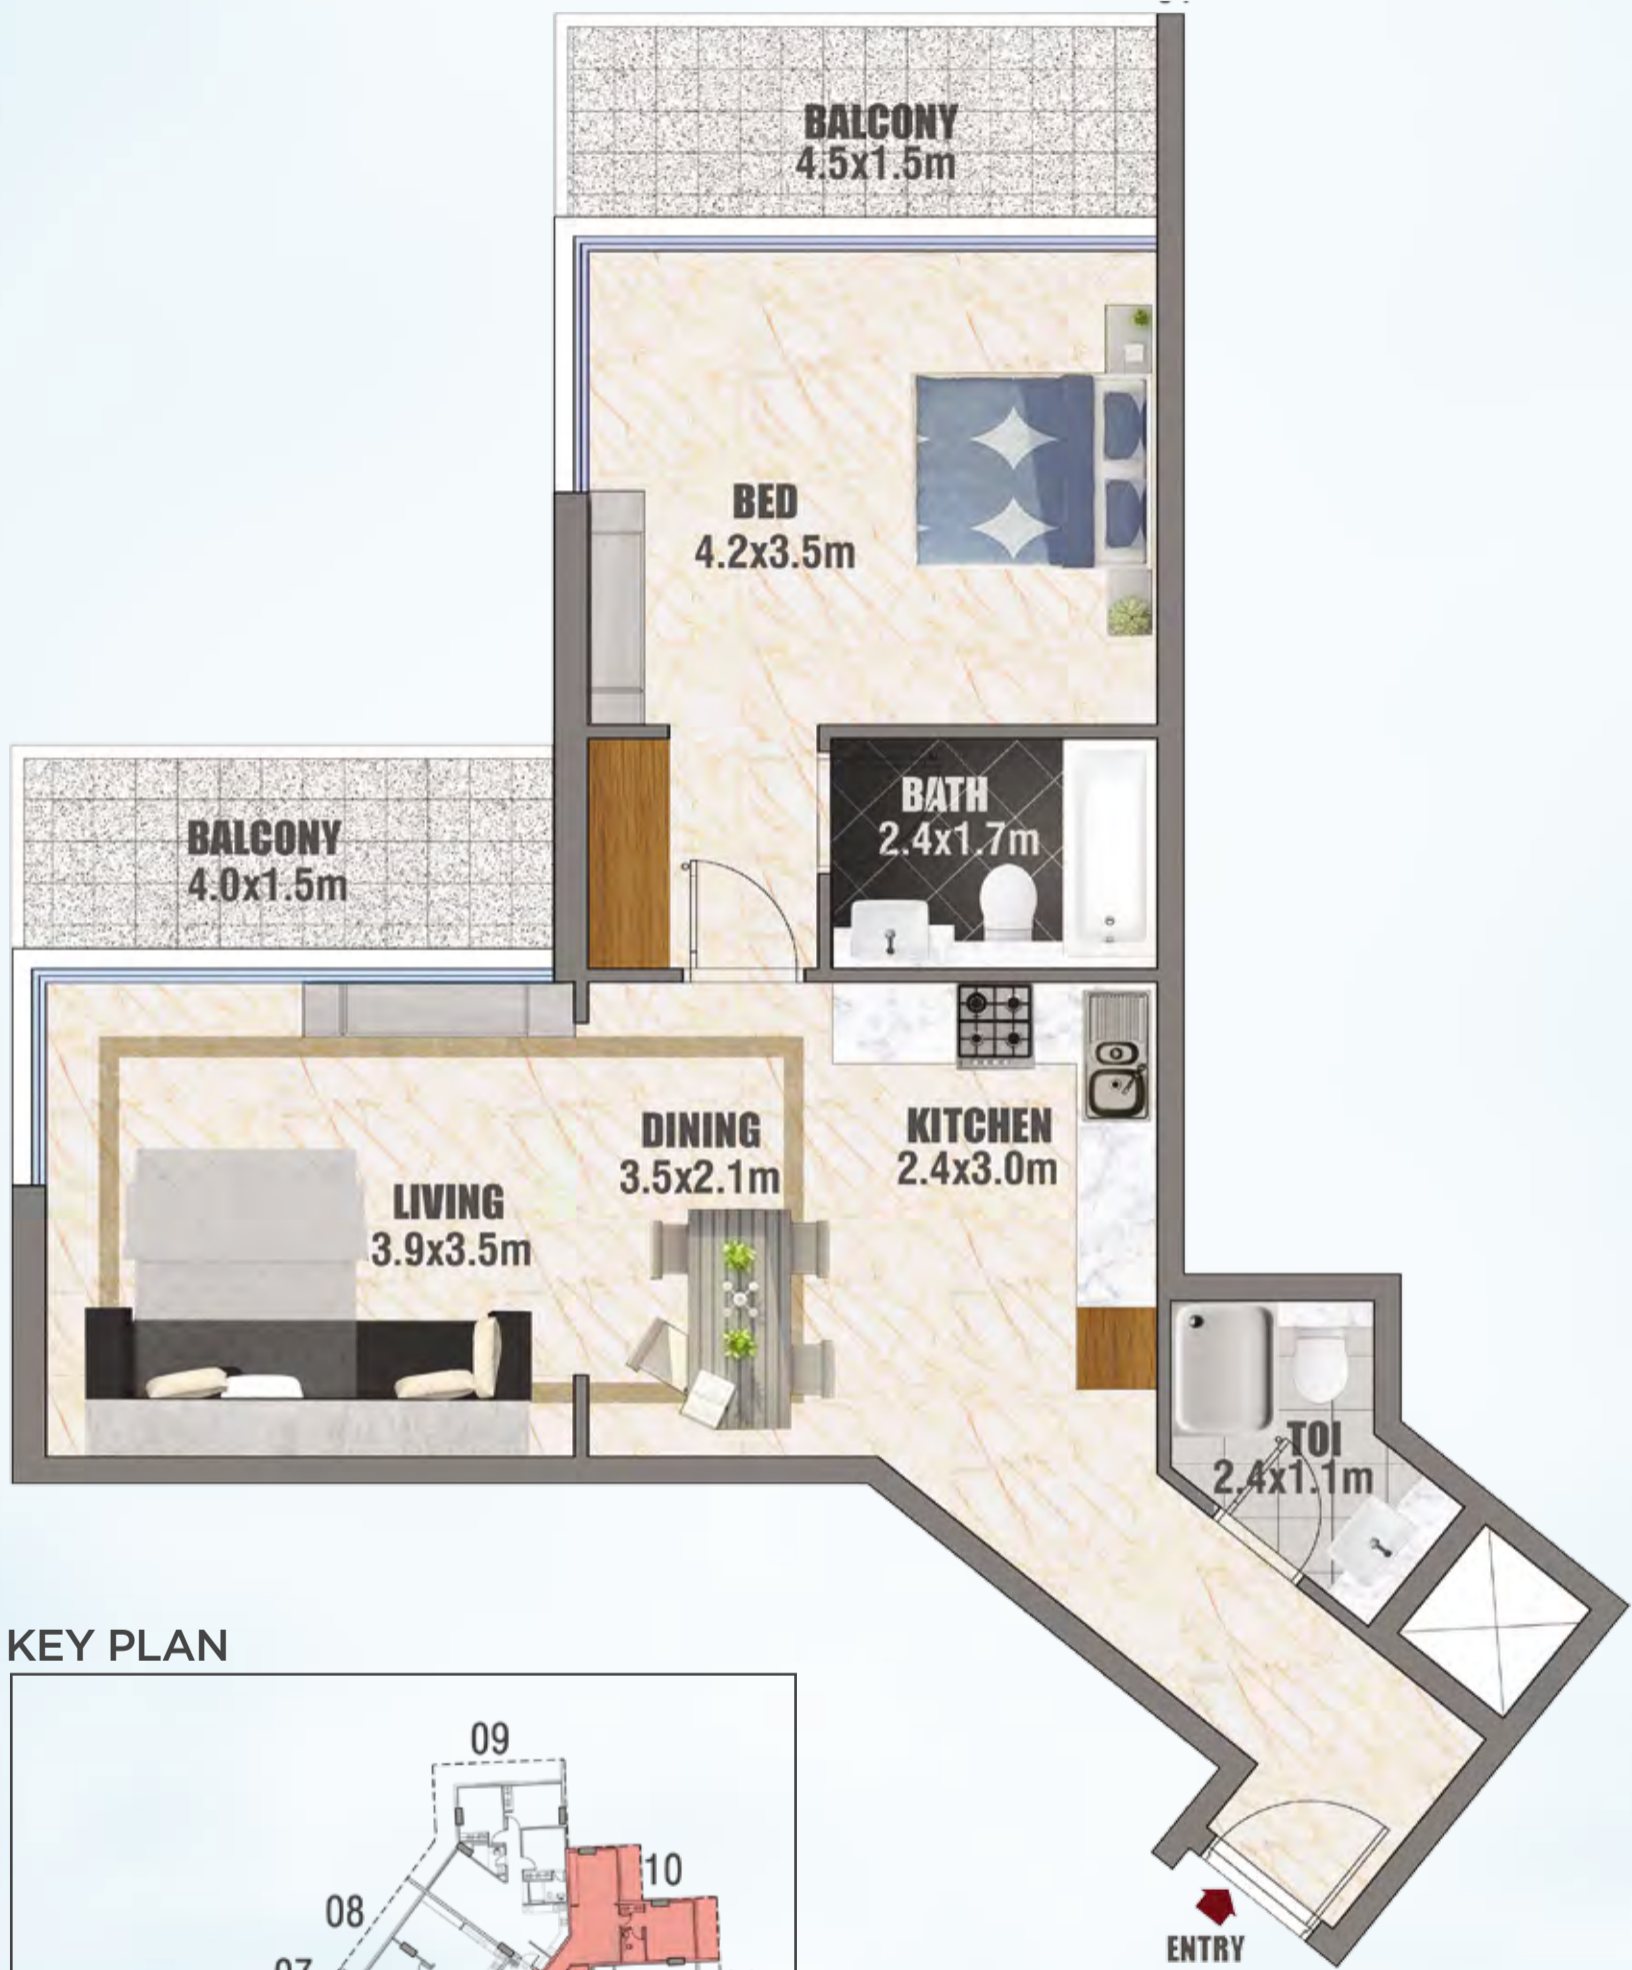 BALCONY
4.5x1.5m
BED
4.2x3.5m
BATH
2.4x1.7m
BALCONY
4.0x1.5m
DINING
3.5x2.1m
KITCHEN
2.4x3.0m
LIVING
3.9x3.5m
TOI
2.4x1.1m
KEY PLAN
09
10
08
ENTRY